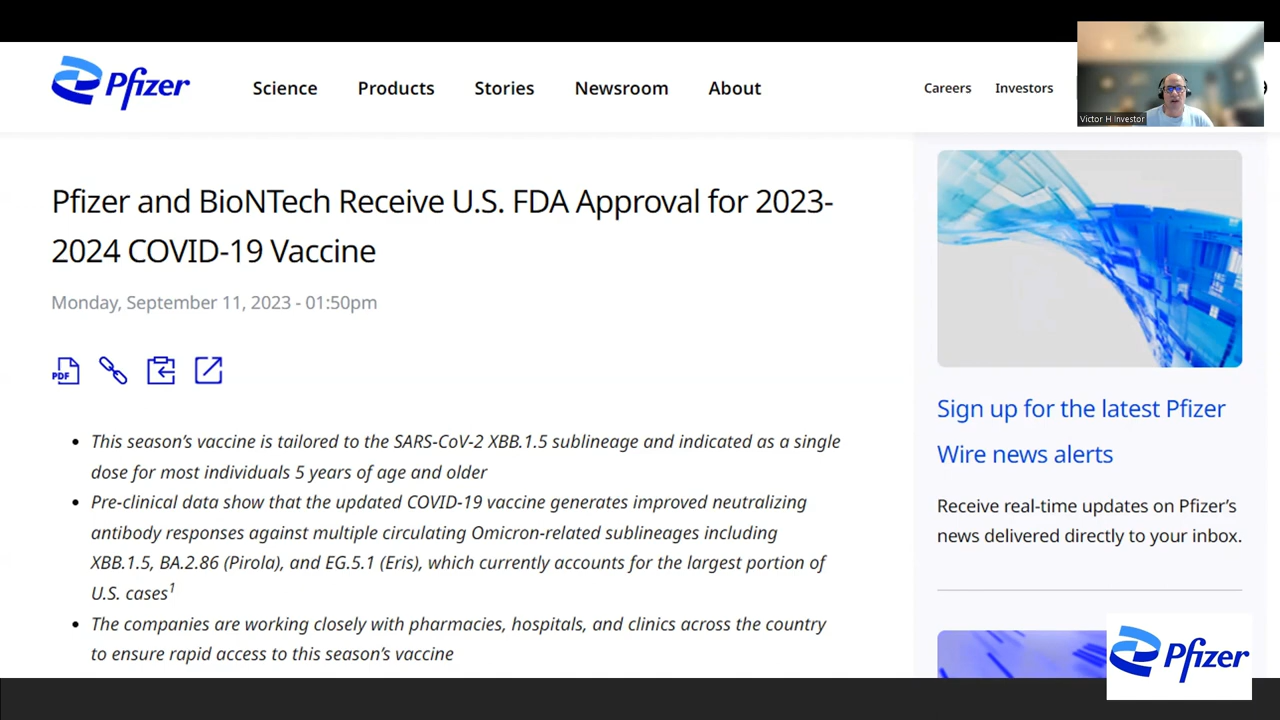 Pfizer
Science
Products
Stories
Newsroom
About
Careers
Investors
Victor H Investor
Pfizer and BioNTech Receive U.S. FDA Approval for 2023-
2024 COVID-19 Vaccine
Monday, September 11, 2023 - 01:50pm
PDF
• This season's vaccine is tailored to the SARS-CoV-2 XBB.1.5 sublineage and indicated as a single
dose for most individuals 5 years of age and older
• Pre-clinical data show that the updated COVID-19 vaccine generates improved neutralizing
antibody responses against multiple circulating Omicron-related sublineages including
XBB.1.5, BA.2.86 (Pirola), and EG.5.1 (Eris), which currently accounts for the largest portion of
U.S. cases1
• The companies are working closely with pharmacies, hospitals, and clinics across the country
to ensure rapid access to this season's vaccine
Sign up for the latest Pfizer
Wire news alerts
Receive real-time updates on Pfizer's
news delivered directly to your inbox.
Pfizer